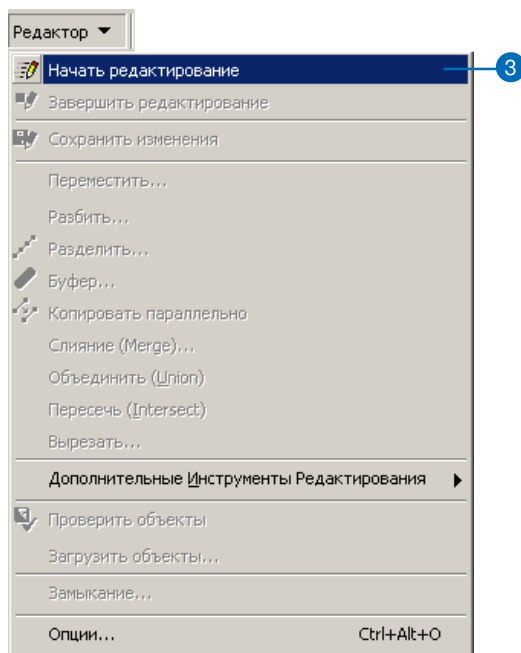 Редактор
Начать редактирование
3
Завершить редактирование
Сохранить изменения
Переместить...
Разбить...
Разделить...
Буфер...
Копировать параллельно
Слияние (Merge)...
Объединить (Union)
Пересечь (Intersect)
Вырезать...
Дополнительные Инструменты Редактирования
Проверить объекты
Загрузить объекты...
Замыкание...
Опции... Ctrl+Alt+O